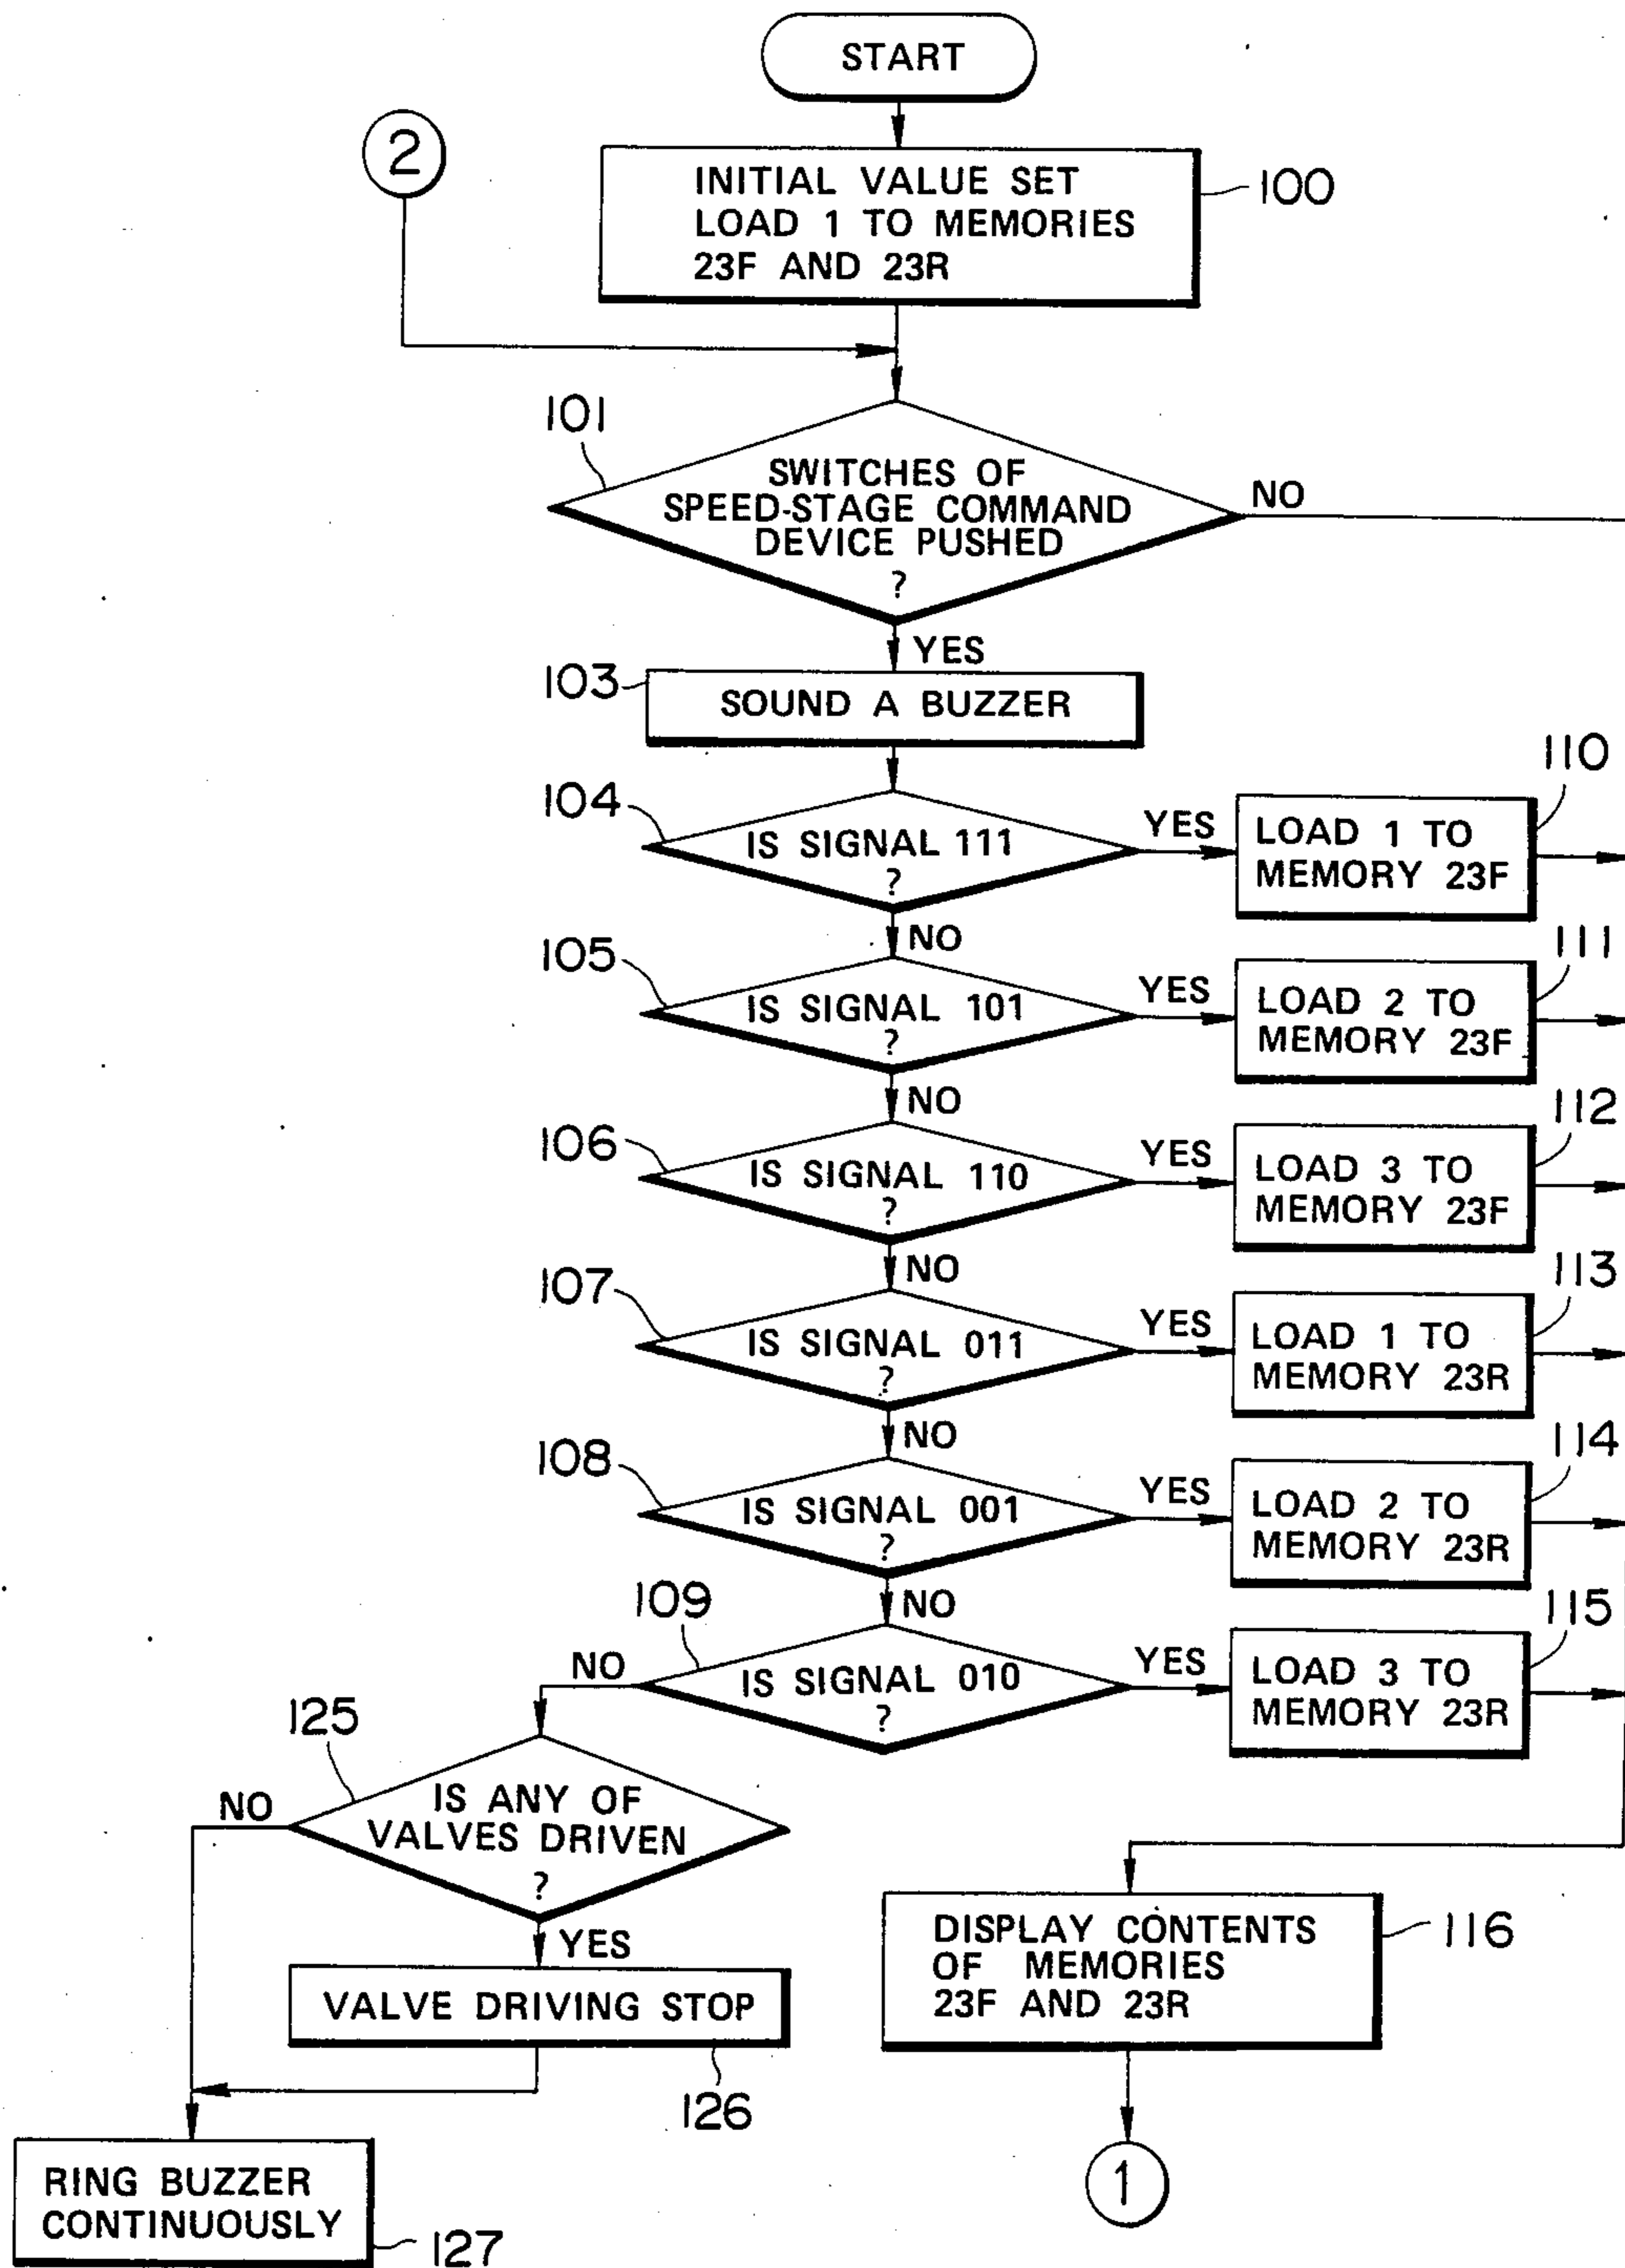 START
2
INITIAL VALUE SET
LOAD 1 TO MEMORIES
23F AND 23R
100
101
SWITCHES OF
SPEED-STAGE COMMAND
DEVICE PUSHED
?
NO
YES
103
SOUND A BUZZER
104
IS SIGNAL 111
?
YES
LOAD 1 TO
MEMORY 23F
110
NO
105
IS SIGNAL 101
?
YES
LOAD 2 TO
MEMORY 23F
111
NO
106
IS SIGNAL 110
?
YES
LOAD 3 TO
MEMORY 23F
112
NO
107
IS SIGNAL 011
?
YES
LOAD 1 TO
MEMORY 23R
113
NO
108
IS SIGNAL 001
?
YES
LOAD 2 TO
MEMORY 23R
114
NO
109
IS SIGNAL 010
?
YES
LOAD 3 TO
MEMORY 23R
115
NO
125
IS ANY OF
VALVES DRIVEN
?
NO
YES
VALVE DRIVING STOP
126
RING BUZZER
CONTINUOUSLY
127
DISPLAY CONTENTS
OF MEMORIES
23F AND 23R
116
1